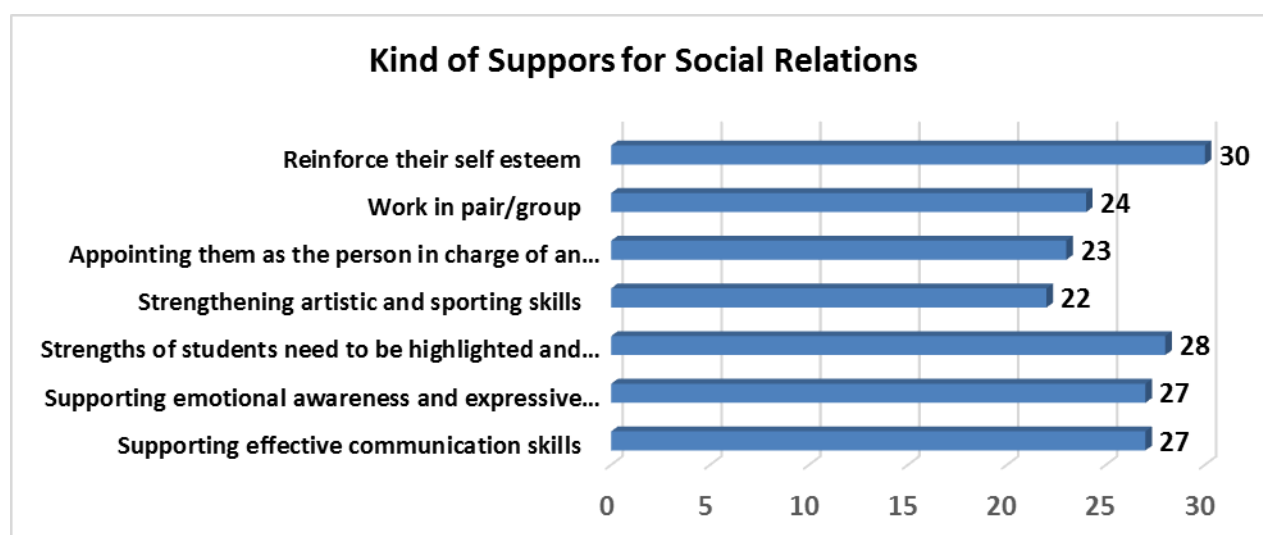 Kind of Suppors for Social Relations
Reinforce their self esteem 30
Work in pair/group 24
Appointing them as the person in charge of an… 23
Strengthening artistic and sporting skills 22
Strengths of students need to be highlighted and… 28
Supporting emotional awareness and expressive… 27
Supporting effective communication skills 27
0 5 10 15 20 25 30